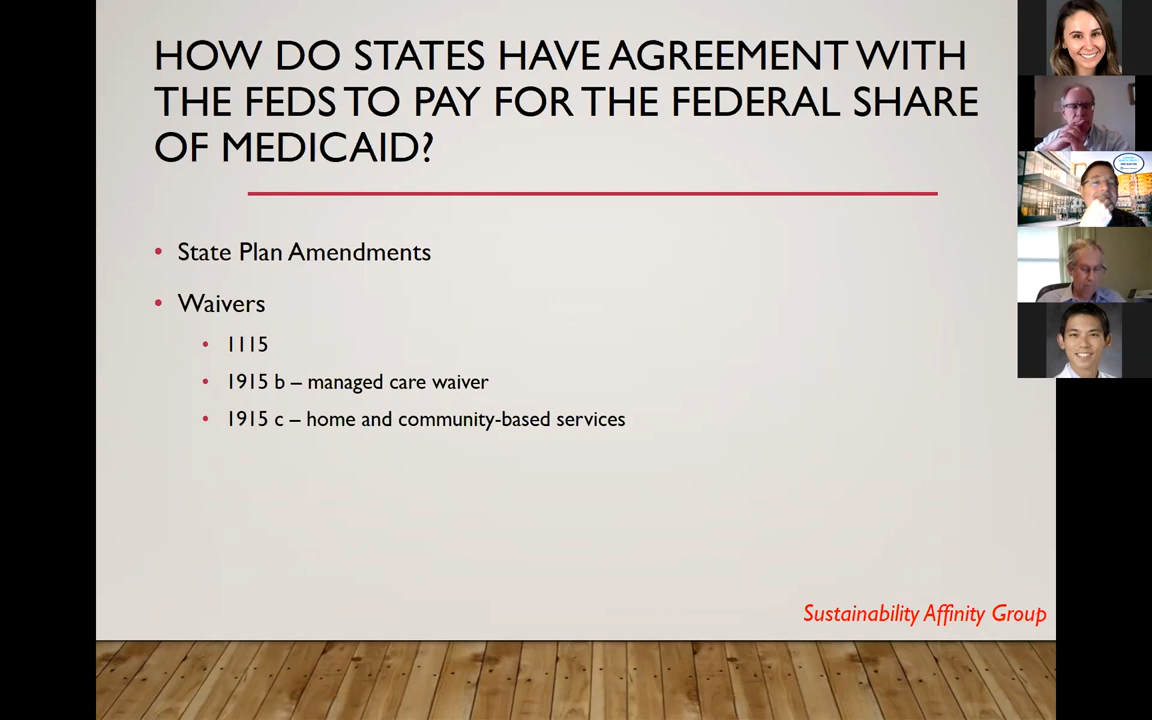 HOW DO STATES HAVE AGREEMENT WITH
THE FEDS TO PAY FOR THE FEDERAL SHARE
OF MEDICAID?
• State Plan Amendments
• Waivers
• 1115
• 1915 b – managed care waiver
• 1915 c – home and community-based services
Sustainability Affinity Group